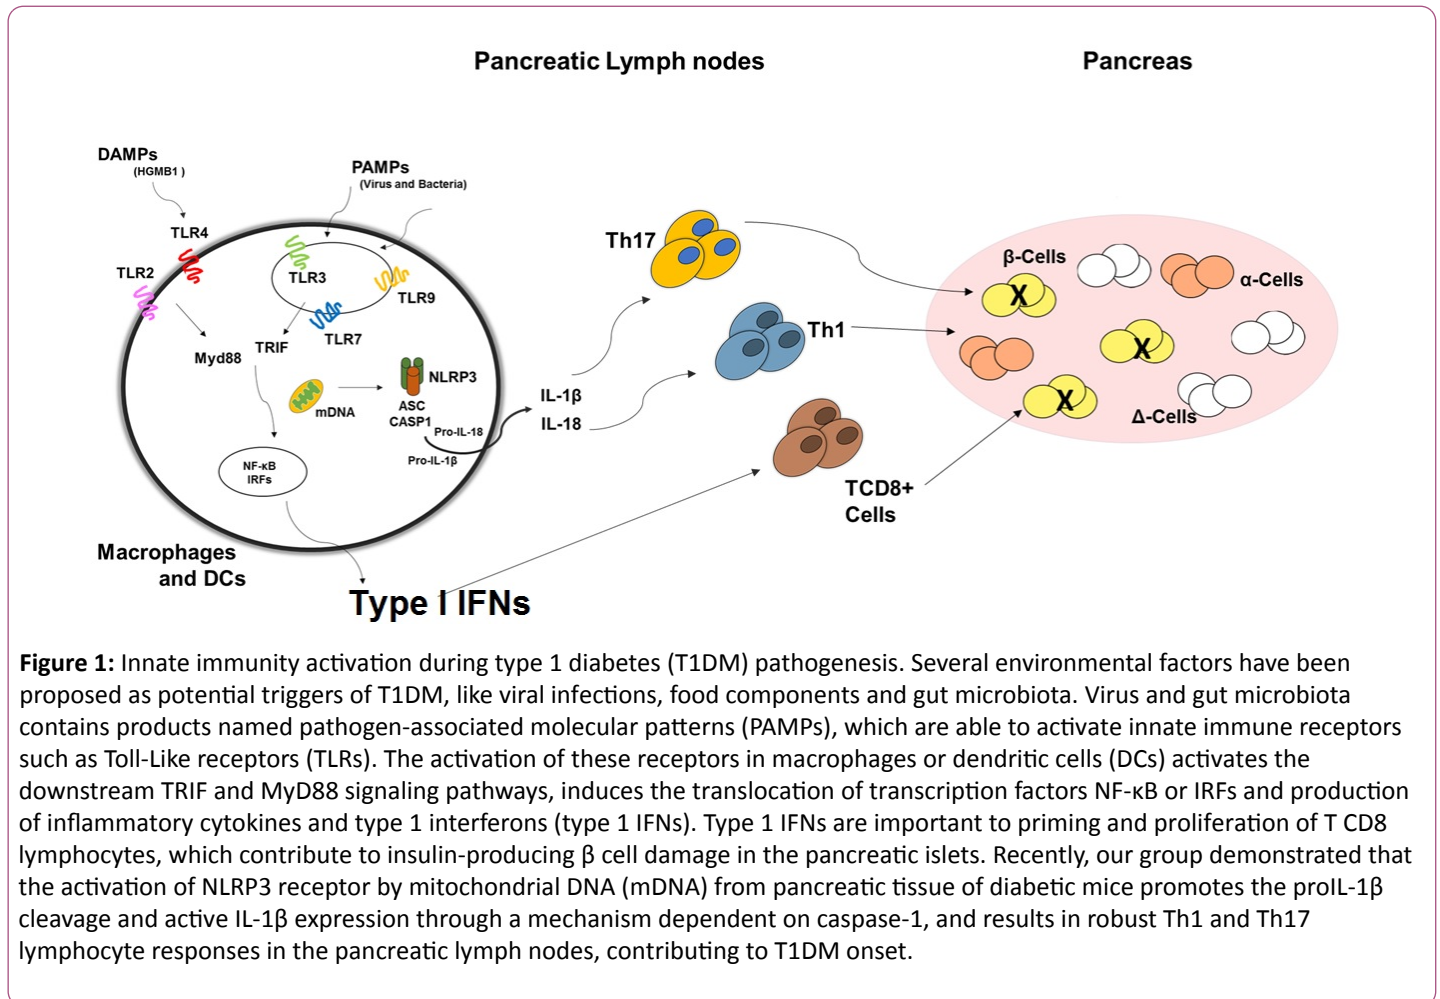 Pancreatic Lymph nodes
Pancreas
DAMPs
(HGMB1 )
PAMPs
(Virus and Bacteria)
TLR4
TLR2
TLR3
TLR9
TLR7
Myd88
TRIF
mDNA
NLRP3
ASC
CASP1
Pro-IL-18
Pro-IL-1β
NF-κB
IRFs
Macrophages
and DCs
Type I IFNs
IL-1β
IL-18
Th17
Th1
TCD8+
Cells
β-Cells
X
α-Cells
X
X
Δ-Cells
Figure 1: Innate immunity activation during type 1 diabetes (T1DM) pathogenesis. Several environmental factors have been
proposed as potential triggers of T1DM, like viral infections, food components and gut microbiota. Virus and gut microbiota
contains products named pathogen-associated molecular patterns (PAMPs), which are able to activate innate immune receptors
such as Toll-Like receptors (TLRs). The activation of these receptors in macrophages or dendritic cells (DCs) activates the
downstream TRIF and MyD88 signaling pathways, induces the translocation of transcription factors NF-κB or IRFs and production
of inflammatory cytokines and type 1 interferons (type 1 IFNs). Type 1 IFNs are important to priming and proliferation of T CD8
lymphocytes, which contribute to insulin-producing β cell damage in the pancreatic islets. Recently, our group demonstrated that
the activation of NLRP3 receptor by mitochondrial DNA (mDNA) from pancreatic tissue of diabetic mice promotes the proIL-1β
cleavage and active IL-1β expression through a mechanism dependent on caspase-1, and results in robust Th1 and Th17
lymphocyte responses in the pancreatic lymph nodes, contributing to T1DM onset.